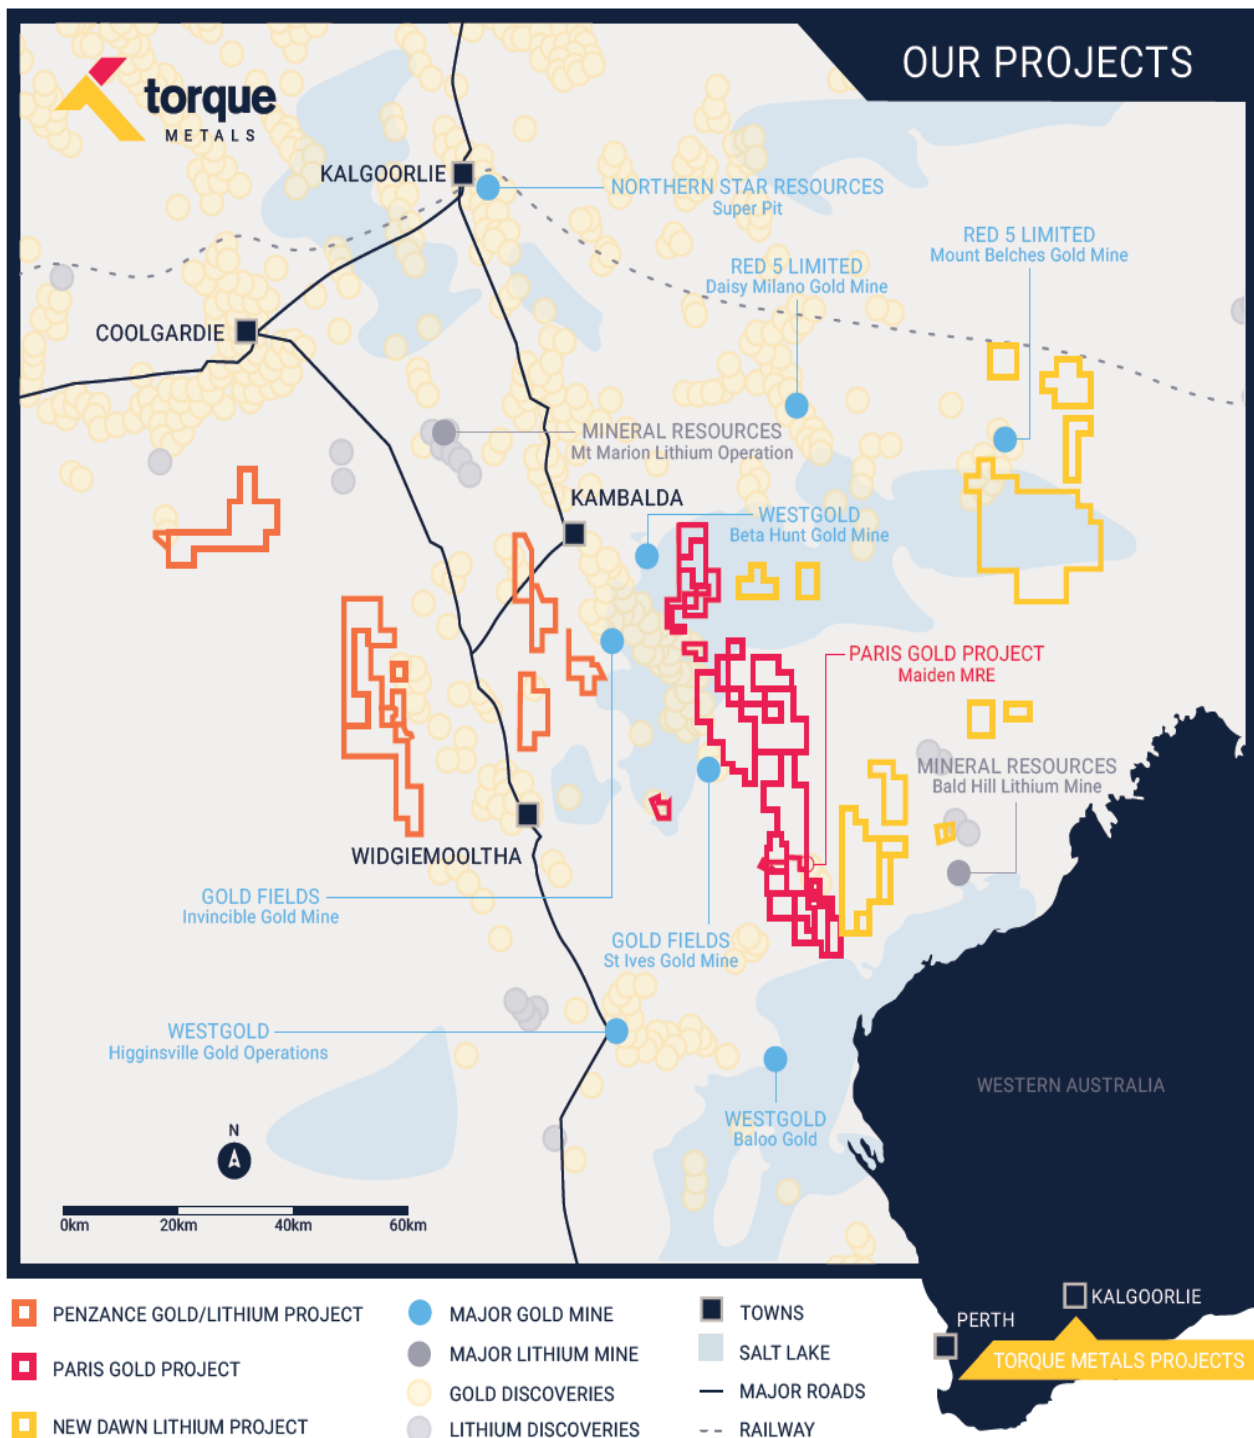 OUR PROJECTS
torque
METALS
KALGOORLIE
NORTHERN STAR RESOURCES
Super Pit
RED 5 LIMITED
Mount Belches Gold Mine
RED 5 LIMITED
Daisy Milano Gold Mine
COOLGARDIE
MINERAL RESOURCES
Mt Marion Lithium Operation
KAMBALDA
WESTGOLD
Beta Hunt Gold Mine
PARIS GOLD PROJECT
Maiden MRE
MINERAL RESOURCES
Bald Hill Lithium Mine
WIDGIEMOOLTHA
GOLD FIELDS
Invincible Gold Mine
GOLD FIELDS
St Ives Gold Mine
WESTGOLD
Higginsville Gold Operations
WESTERN AUSTRALIA
WESTGOLD
Baloo Gold
N
0km 20km 40km 60km
KALGOORLIE
PERTH
TORQUE METALS PROJECTS
PENZANCE GOLD/LITHIUM PROJECT
PARIS GOLD PROJECT
NEW DAWN LITHIUM PROJECT
MAJOR GOLD MINE
MAJOR LITHIUM MINE
GOLD DISCOVERIES
LITHIUM DISCOVERIES
TOWNS
SALT LAKE
MAJOR ROADS
RAILWAY